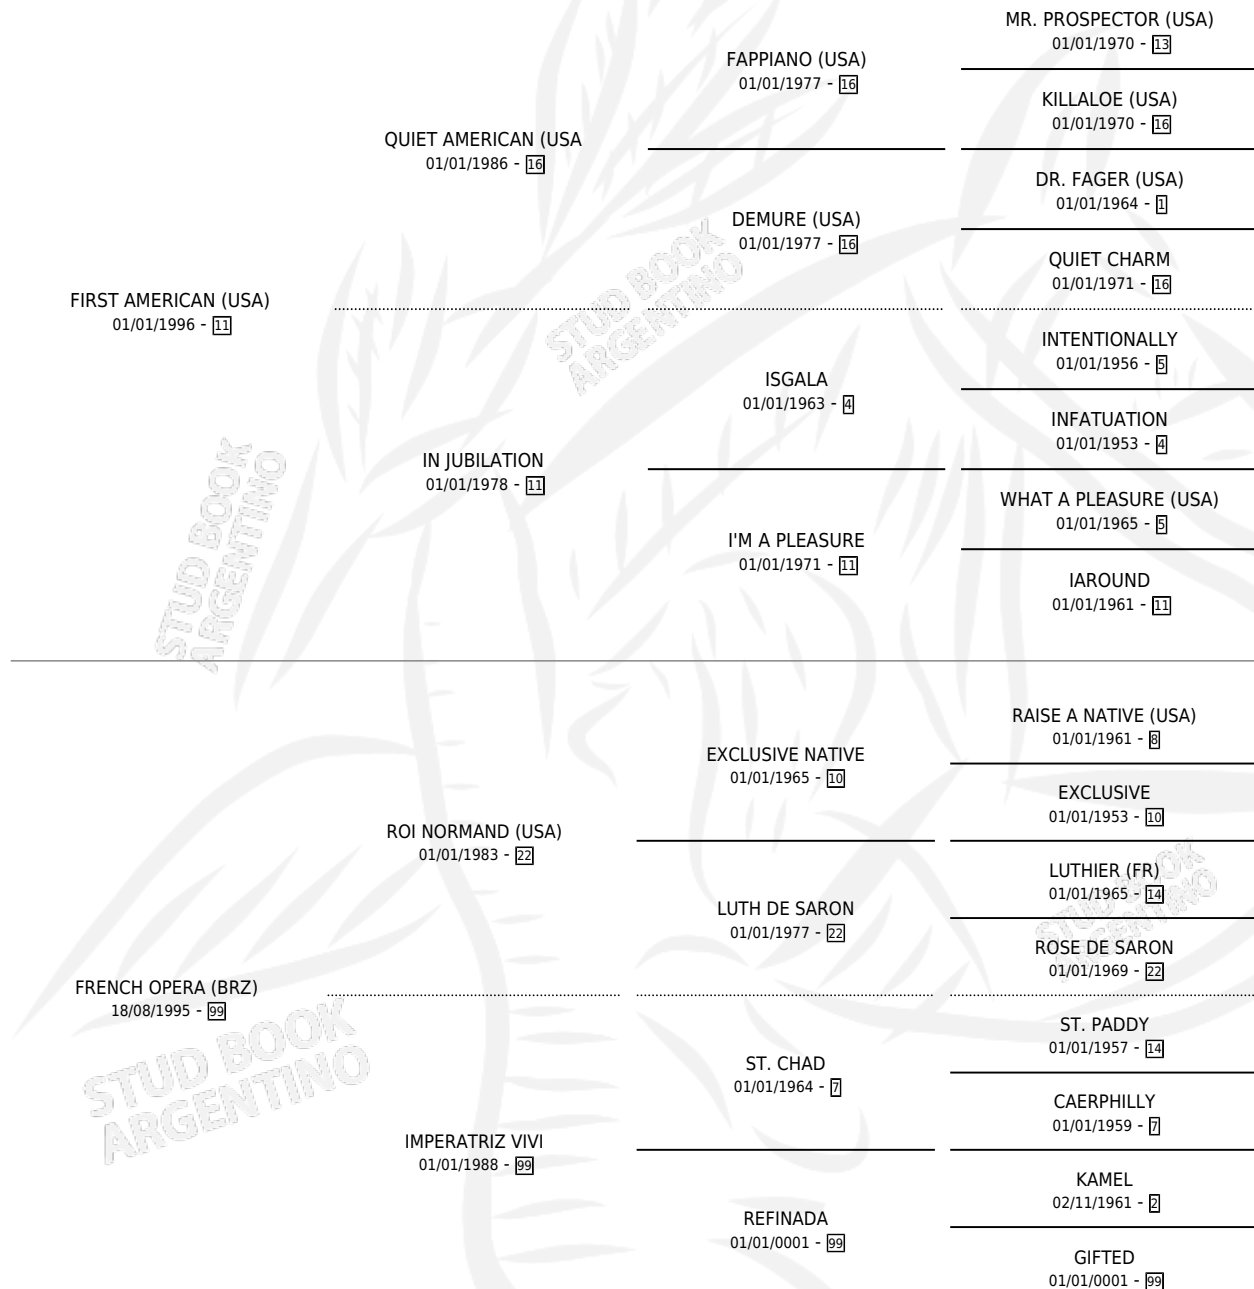 MR. PROSPECTOR (USA)
01/01/1970 - 13
FAPPIANO (USA)
01/01/1977 - 16
KILLALOE (USA)
01/01/1970 - 16
QUIET AMERICAN (USA
01/01/1986 - 16
DR. FAGER (USA)
01/01/1964 - 1
DEMURE (USA)
01/01/1977 - 16
QUIET CHARM
01/01/1971 - 16
FIRST AMERICAN (USA)
01/01/1996 - 11
INTENTIONALLY
01/01/1956 - 5
ISGALA
01/01/1963 - 4
INFATUATION
01/01/1953 - 4
IN JUBILATION
01/01/1978 - 11
WHAT A PLEASURE (USA)
01/01/1965 - 5
I'M A PLEASURE
01/01/1971 - 11
IAROUND
01/01/1961 - 11
RAISE A NATIVE (USA)
01/01/1961 - 8
EXCLUSIVE NATIVE
01/01/1965 - 10
EXCLUSIVE
01/01/1953 - 10
ROI NORMAND (USA)
01/01/1983 - 22
LUTHIER (FR)
01/01/1965 - 14
LUTH DE SARON
01/01/1977 - 22
ROSE DE SARON
01/01/1969 - 22
FRENCH OPERA (BRZ)
18/08/1995 - 99
ST. PADDY
01/01/1957 - 14
ST. CHAD
01/01/1964 - 7
CAERPHILLY
01/01/1959 - 7
IMPERATRIZ VIVI
01/01/1988 - 99
KAMEL
02/11/1961 - 2
REFINADA
01/01/0001 - 99
GIFTED
01/01/0001 - 99
STUD BOOK
ARGENTINO
STUD BOOK
ARGENTINO
STUD BOOK
ARGENTINO
STUD BOOK
ARGENTINO